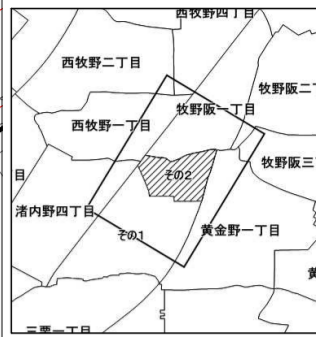 西牧野四丁目
西牧野二丁目
牧野阪二
牧野阪一丁目
西牧野一丁目
牧野阪三
その2
目
渚内野四丁目
黄金野一丁目
その1
黄
三栗一丁目